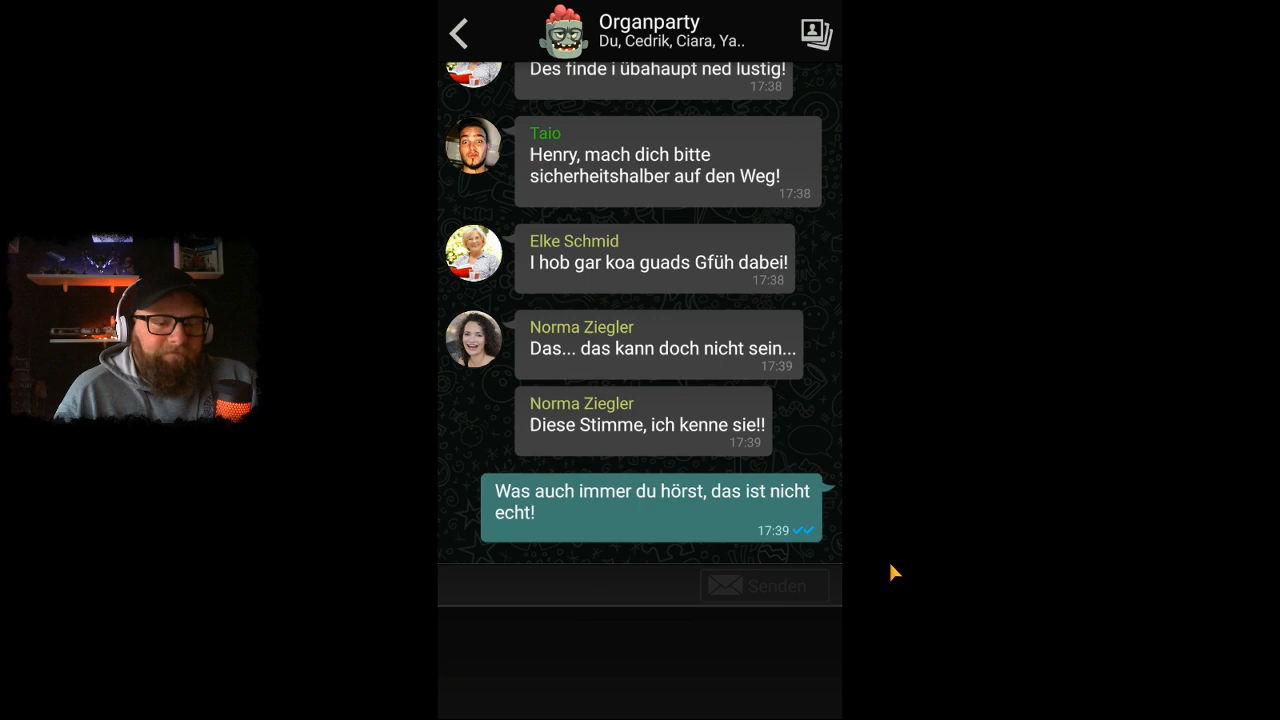 Organparty
Du, Cedrik, Ciara, Ya..
Des finde i übahaupt ned lustig!
17:38
Taio
Henry, mach dich bitte
sicherheitshalber auf den Weg!
17:38
Elke Schmid
I hob gar koa guads Gfüh dabei!
17:38
Norma Ziegler
Das... das kann doch nicht sein...
17:39
Norma Ziegler
Diese Stimme, ich kenne sie!!
17:39
Was auch immer du hörst, das ist nicht
echt!
17:39
Senden